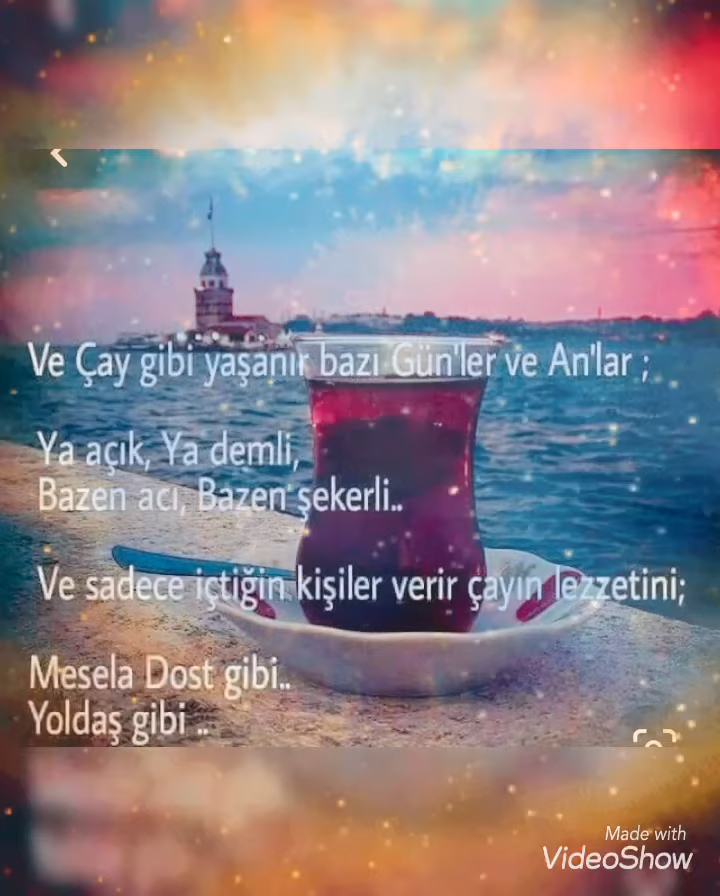 Ve Çay gibi yaşanır bazı Gün'ler ve An'lar ;
Ya açık, Ya demli,
Bazen acı, Bazen şekerli..
Ve sadece içtiğin kişiler verir çayın lezzetini;
Mesela Dost gibi..
Yoldaş gibi ..
Made with
VideoShow